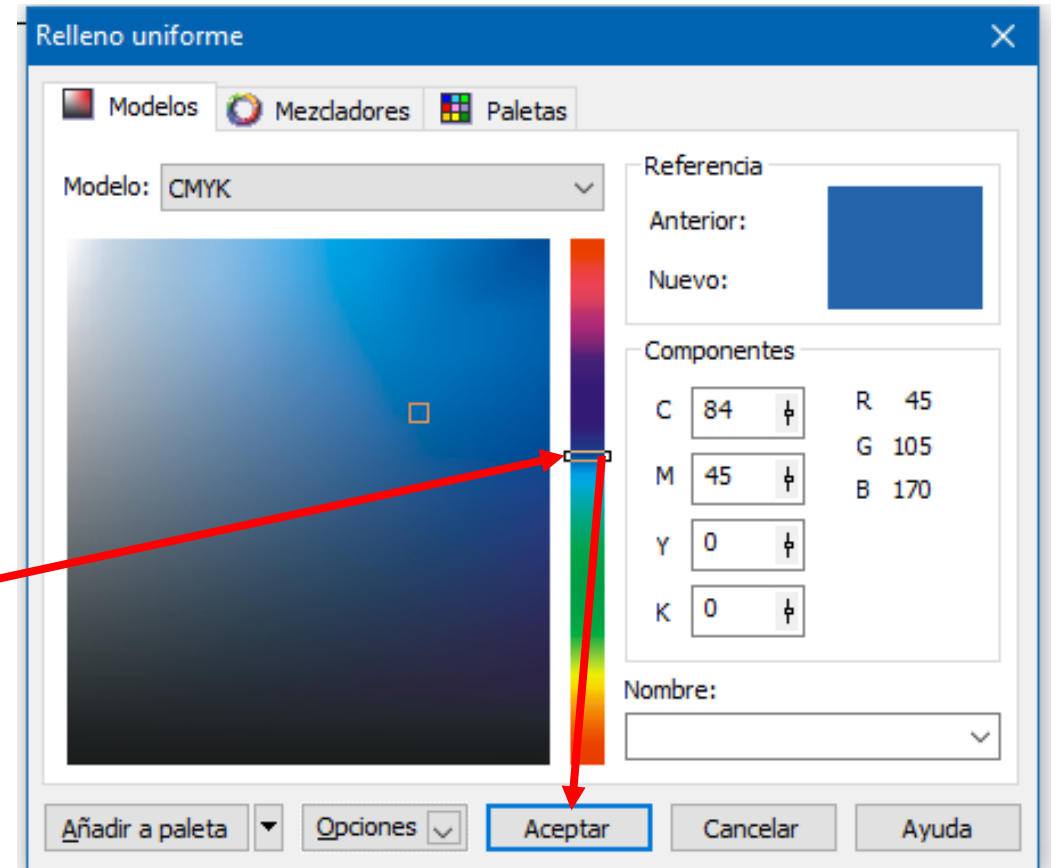 Relleno uniforme
Modelos Mezcladores Paletas
Modelo: CMYK
Referencia
Anterior:
Nuevo:
Componentes
C 84 R 45
G 105
M 45
B 170
Y 0
K 0
Nombre:
Añadir a paleta Opciones Aceptar Cancelar Ayuda